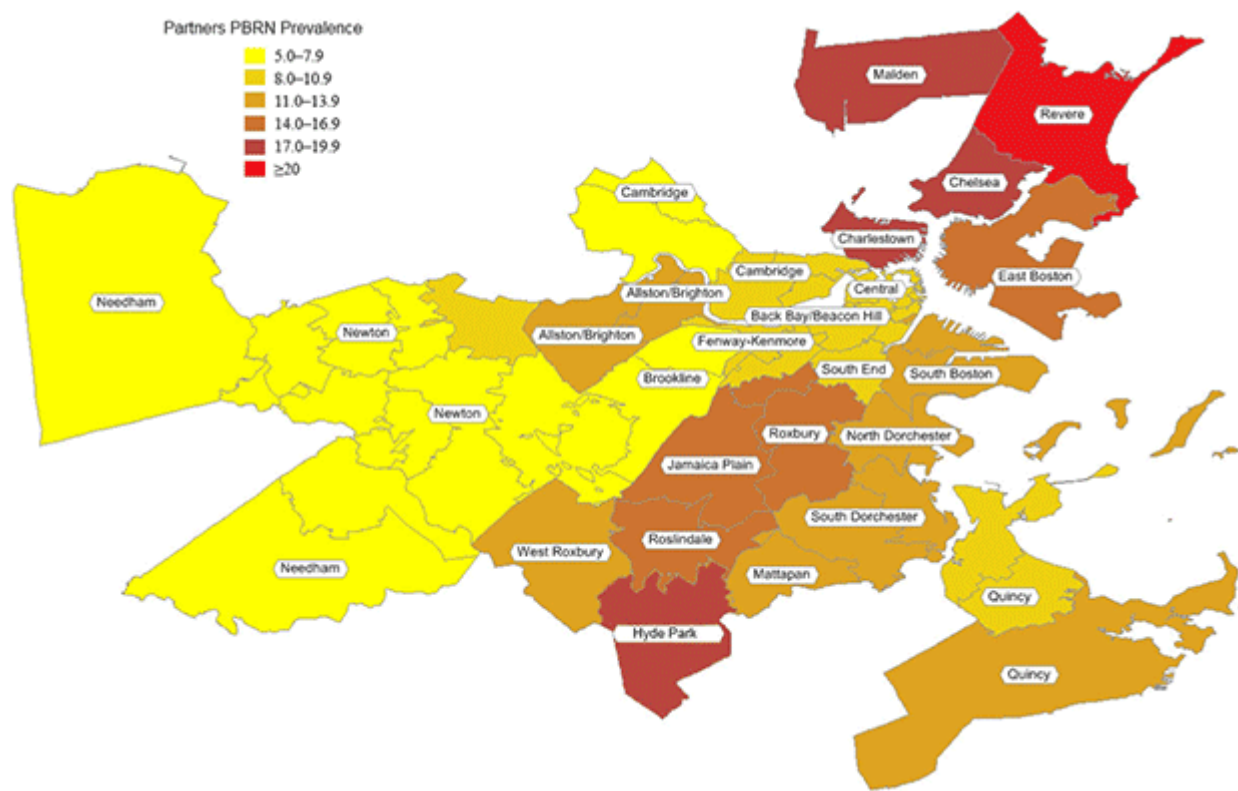 Partners PBRN Prevalence
5.0–7.9
8.0–10.9
11.0–13.9
14.0–16.9
17.0–19.9
≥20
Malden
Revere
Chelsea
Cambridge
Charlestown
Cambridge
East Boston
Allston/Brighton
Central
Needham
Back Bay/Beacon Hill
Newton
Allston/Brighton
Fenway-Kenmore
South End
South Boston
Brookline
Newton
Roxbury
North Dorchester
Jamaica Plain
South Dorchester
Roslindale
West Roxbury
Needham
Mattapan
Quincy
Hyde Park
Quincy